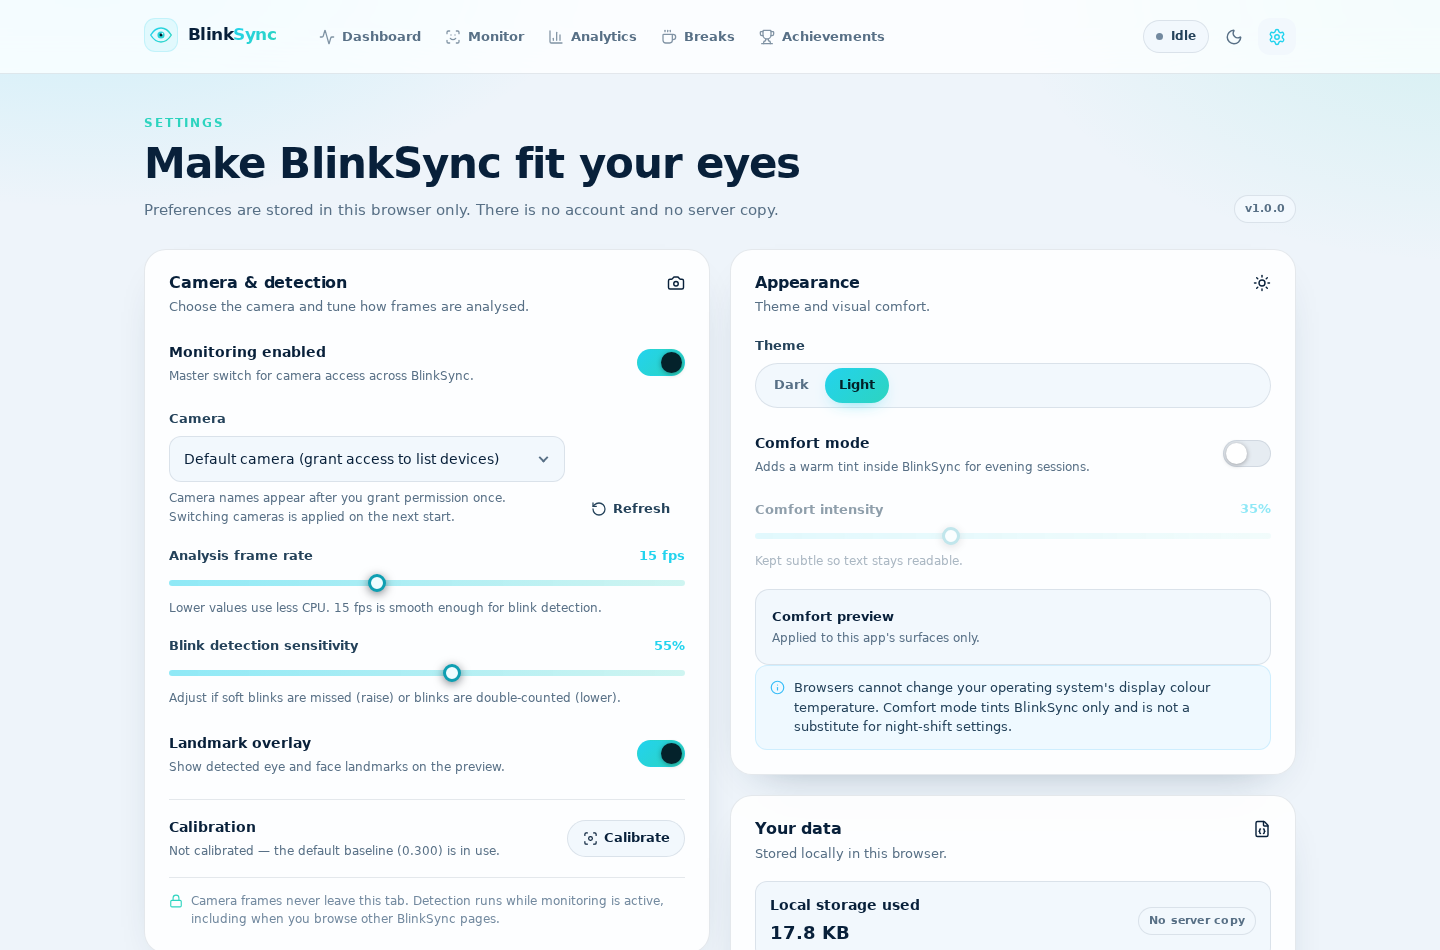 BlinkSync
Dashboard
Monitor
Analytics
Breaks
Achievements
Idle
SETTINGS
Make BlinkSync fit your eyes
Preferences are stored in this browser only. There is no account and no server copy.
v1.0.0
Camera & detection
Choose the camera and tune how frames are analysed.
Monitoring enabled
Master switch for camera access across BlinkSync.
Camera
Default camera (grant access to list devices)
Camera names appear after you grant permission once.
Switching cameras is applied on the next start.
Refresh
Analysis frame rate
15 fps
Lower values use less CPU. 15 fps is smooth enough for blink detection.
Blink detection sensitivity
55%
Adjust if soft blinks are missed (raise) or blinks are double-counted (lower).
Landmark overlay
Show detected eye and face landmarks on the preview.
Calibration
Not calibrated — the default baseline (0.300) is in use.
Calibrate
Camera frames never leave this tab. Detection runs while monitoring is active,
including when you browse other BlinkSync pages.
Appearance
Theme and visual comfort.
Theme
Dark
Light
Comfort mode
Adds a warm tint inside BlinkSync for evening sessions.
Comfort intensity
35%
Kept subtle so text stays readable.
Comfort preview
Applied to this app's surfaces only.
Browsers cannot change your operating system's display colour
temperature. Comfort mode tints BlinkSync only and is not a
substitute for night-shift settings.
Your data
Stored locally in this browser.
Local storage used
17.8 KB
No server copy